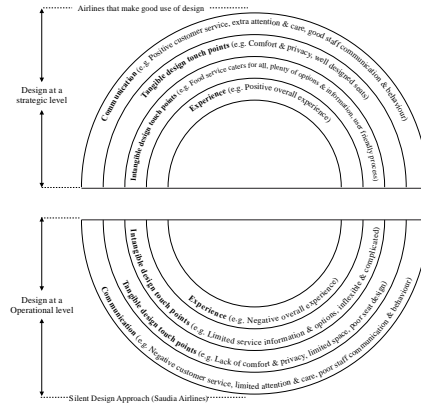 Airlines that make good use of design
Communication (e.g. Positive customer service, extra attention & care, good staff communication & behaviour)
Tangible design touch points (e.g. Comfort & privacy, well designed seats)
Intangible design touch points (e.g. Food service caters for all, plenty of options & information, user friendly process)
Experience (e.g. Positive overall experience)
Design at a
strategic level
Design at a
Operational level
Experience (e.g. Negative overall experience)
Intangible design touch points (e.g. Limited service information & options, inflexible & complicated)
Tangible design touch points (e.g. Lack of comfort & privacy, limited space, poor seat design)
Communication (e.g. Negative customer service, limited attention & care, poor staff communication & behaviour)
Silent Design Approach (Saudia Airlines)